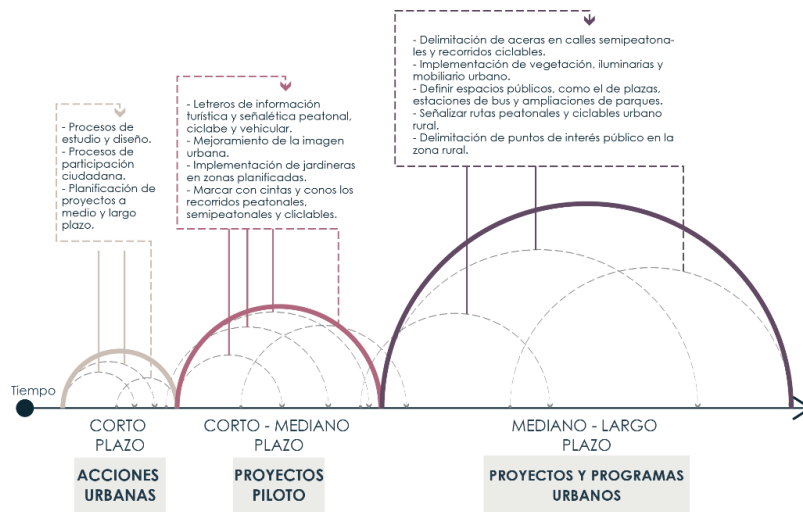 - Procesos de
estudio y diseño.
- Procesos de
participación
ciudadana.
- Planificación de
proyectos a
medio y largo
plazo.
- Letreros de información
turística y señalética peatonal,
ciclabe y vehicular.
- Mejoramiento de la imagen
urbana.
- Implementación de jardineras
en zonas planificadas.
- Marcar con cintas y conos los
recorridos peatonales,
semipeatonales y cliclables.
- Delimitación de aceras en calles semipeatona-
les y recorridos ciclables.
- Implementación de vegetación, iluminarias y
mobiliario urbano.
- Definir espacios públicos, como el de plazas,
estaciones de bus y ampliaciones de parques.
- Señalizar rutas peatonales y ciclables urbano
rural.
- Delimitación de puntos de interés público en la
zona rural.
Tiempo
CORTO
PLAZO
ACCIONES
URBANAS
CORTO - MEDIANO
PLAZO
PROYECTOS
PILOTO
MEDIANO - LARGO
PLAZO
PROYECTOS Y PROGRAMAS
URBANOS